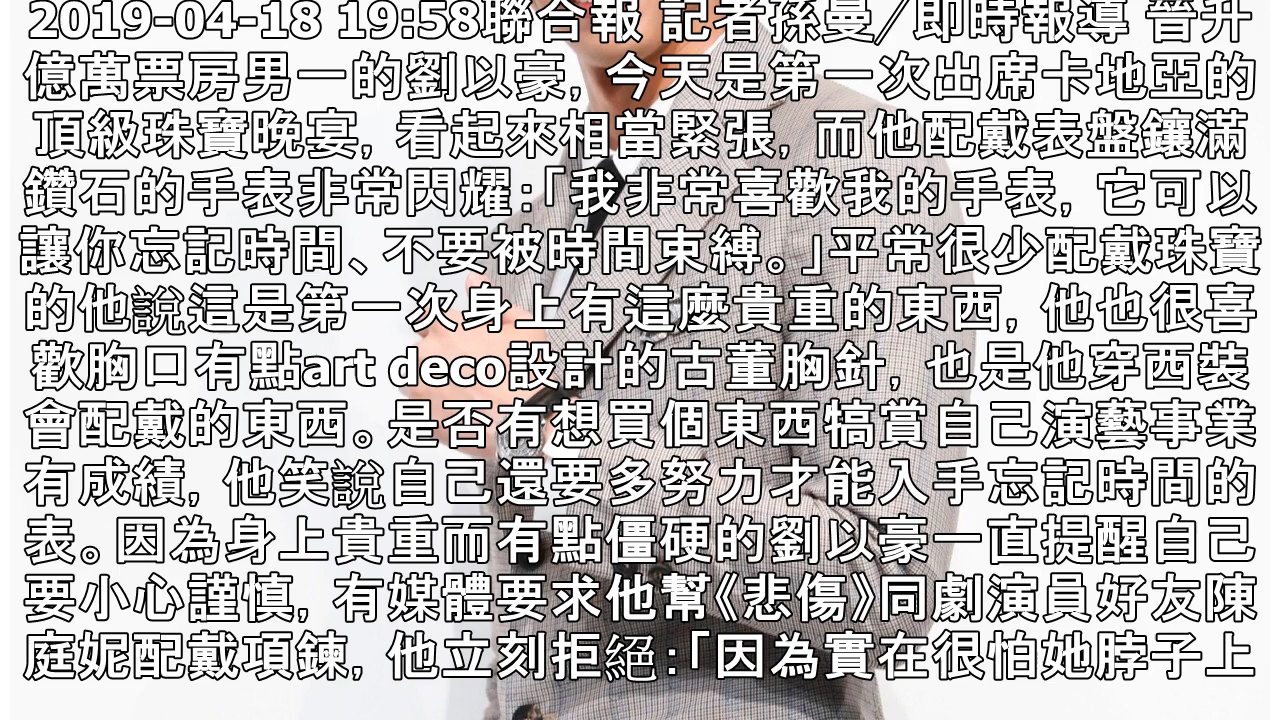 2019-04-18 19:58聯合報 記者孫曼╱即時報導 晉升
億萬票房男一的劉以豪, 今天是第一次出席卡地亞的
頂級珠寶晚宴, 看起來相當緊張, 而他配戴表盤鑲滿
鑽石的手表非常閃耀:「我非常喜歡我的手表, 它可以
讓你忘記時間、不要被時間束縛。」平常很少配戴珠寶
的他說這是第一次身上有這麼貴重的東西, 他也很喜
歡胸口有點art deco設計的古董胸針, 也是他穿西裝
會配戴的東西。是否有想買個東西犒賞自己演藝事業
有成績, 他笑說自己還要多努力才能入手忘記時間的
表。因為身上貴重而有點僵硬的劉以豪一直提醒自己
要小心謹慎, 有媒體要求他幫《悲傷》同劇演員好友陳
庭妮配戴項鍊, 他立刻拒絕:「因為實在很怕她脖子上